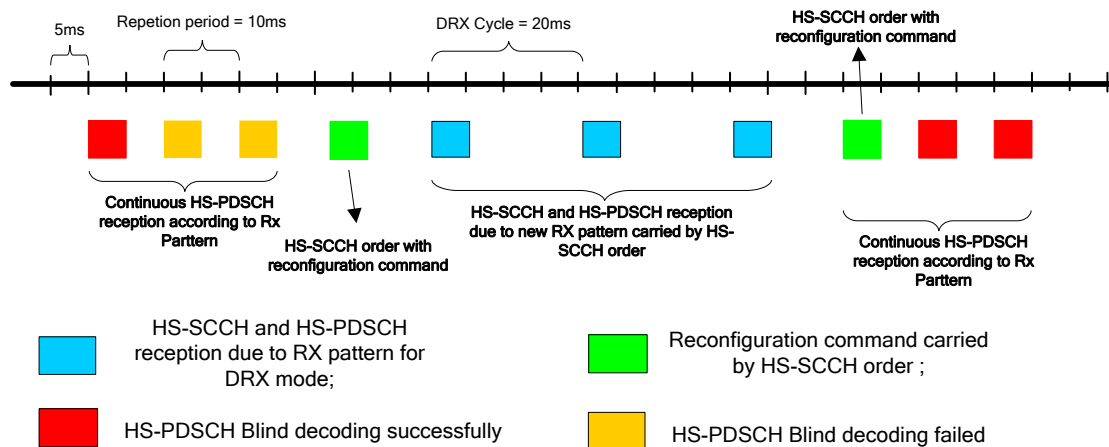 5ms
Repetion period = 10ms
DRX Cycle = 20ms
HS-SCCH order with
reconfiguration command
Continuous HS-PDSCH
reception according to Rx
Parttern
HS-SCCH order with
reconfiguration command
HS-SCCH and HS-PDSCH reception
due to new RX pattern carried by HS-
SCCH order
Continuous HS-PDSCH
reception according to Rx
Parttern
HS-SCCH and HS-PDSCH
reception due to RX pattern for
DRX mode;
Reconfiguration command carried
by HS-SCCH order ;
HS-PDSCH Blind decoding successfully
HS-PDSCH Blind decoding failed